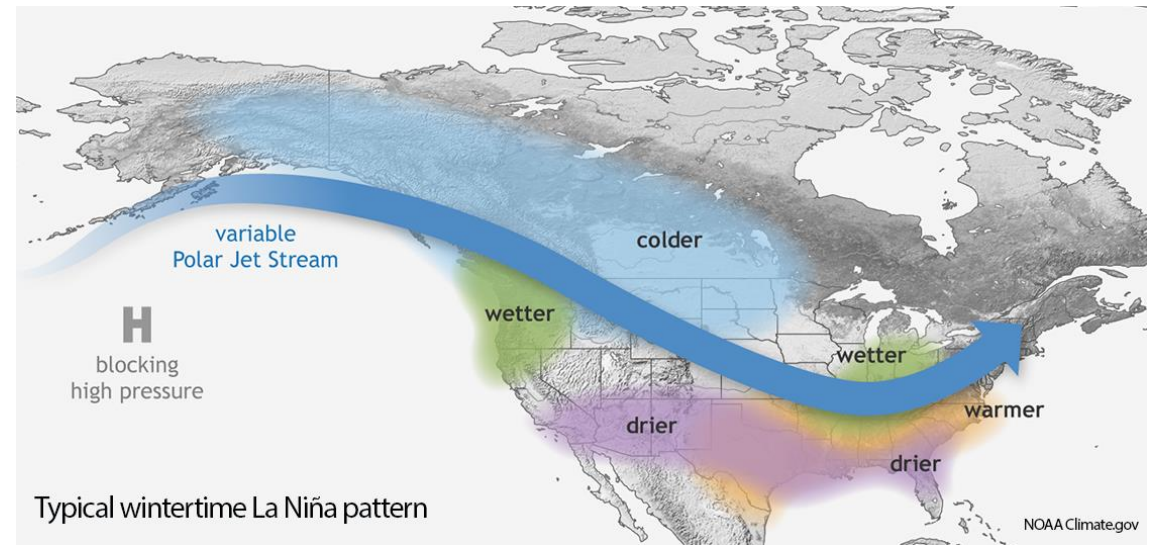 colder
variable
Polar Jet Stream
wetter
H
blocking
high pressure
wetter
warmer
drier
drier
Typical wintertime La Niña pattern
NOAA Climate.gov